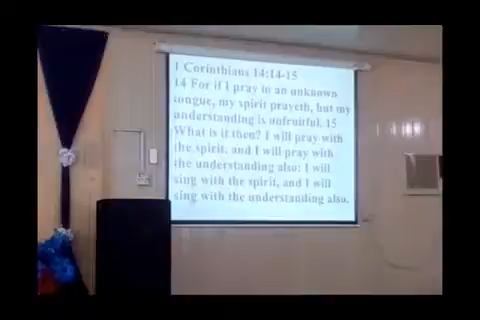 1 Corinthians 14:14-15
14 For if I pray in an unknown
tongue, my spirit prayeth, but my
understanding is unfruitful. 15
What is it then? I will pray with
the spirit, and I will pray with
the understanding also: I will
sing with the spirit, and I will
sing with the understanding also.